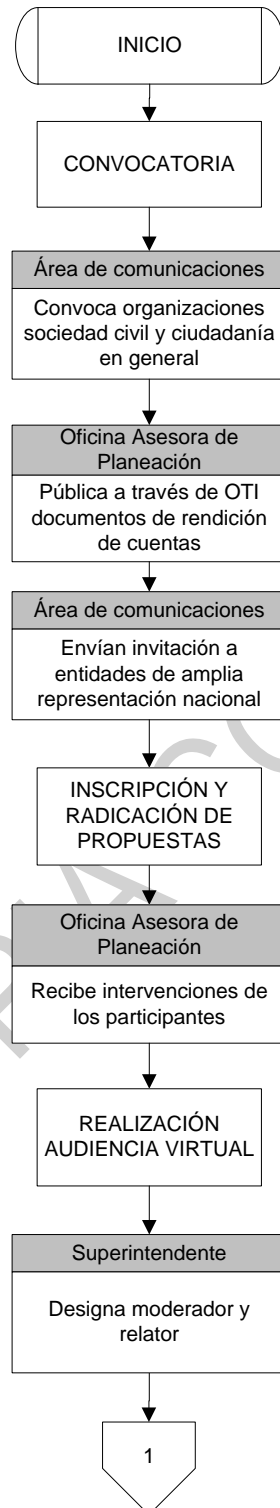 INICIO
CONVOCATORIA
Área de comunicaciones
Convoca organizaciones
sociedad civil y ciudadanía
en general
Oficina Asesora de
Planeación
Pública a través de OTI
documentos de rendición
de cuentas
Área de comunicaciones
Envían invitación a
entidades de amplia
representación nacional
INSCRIPCIÓN Y
RADICACIÓN DE
PROPUESTAS
Oficina Asesora de
Planeación
Recibe intervenciones de
los participantes
REALIZACIÓN
AUDIENCIA VIRTUAL
Superintendente
Designa moderador y
relator
1